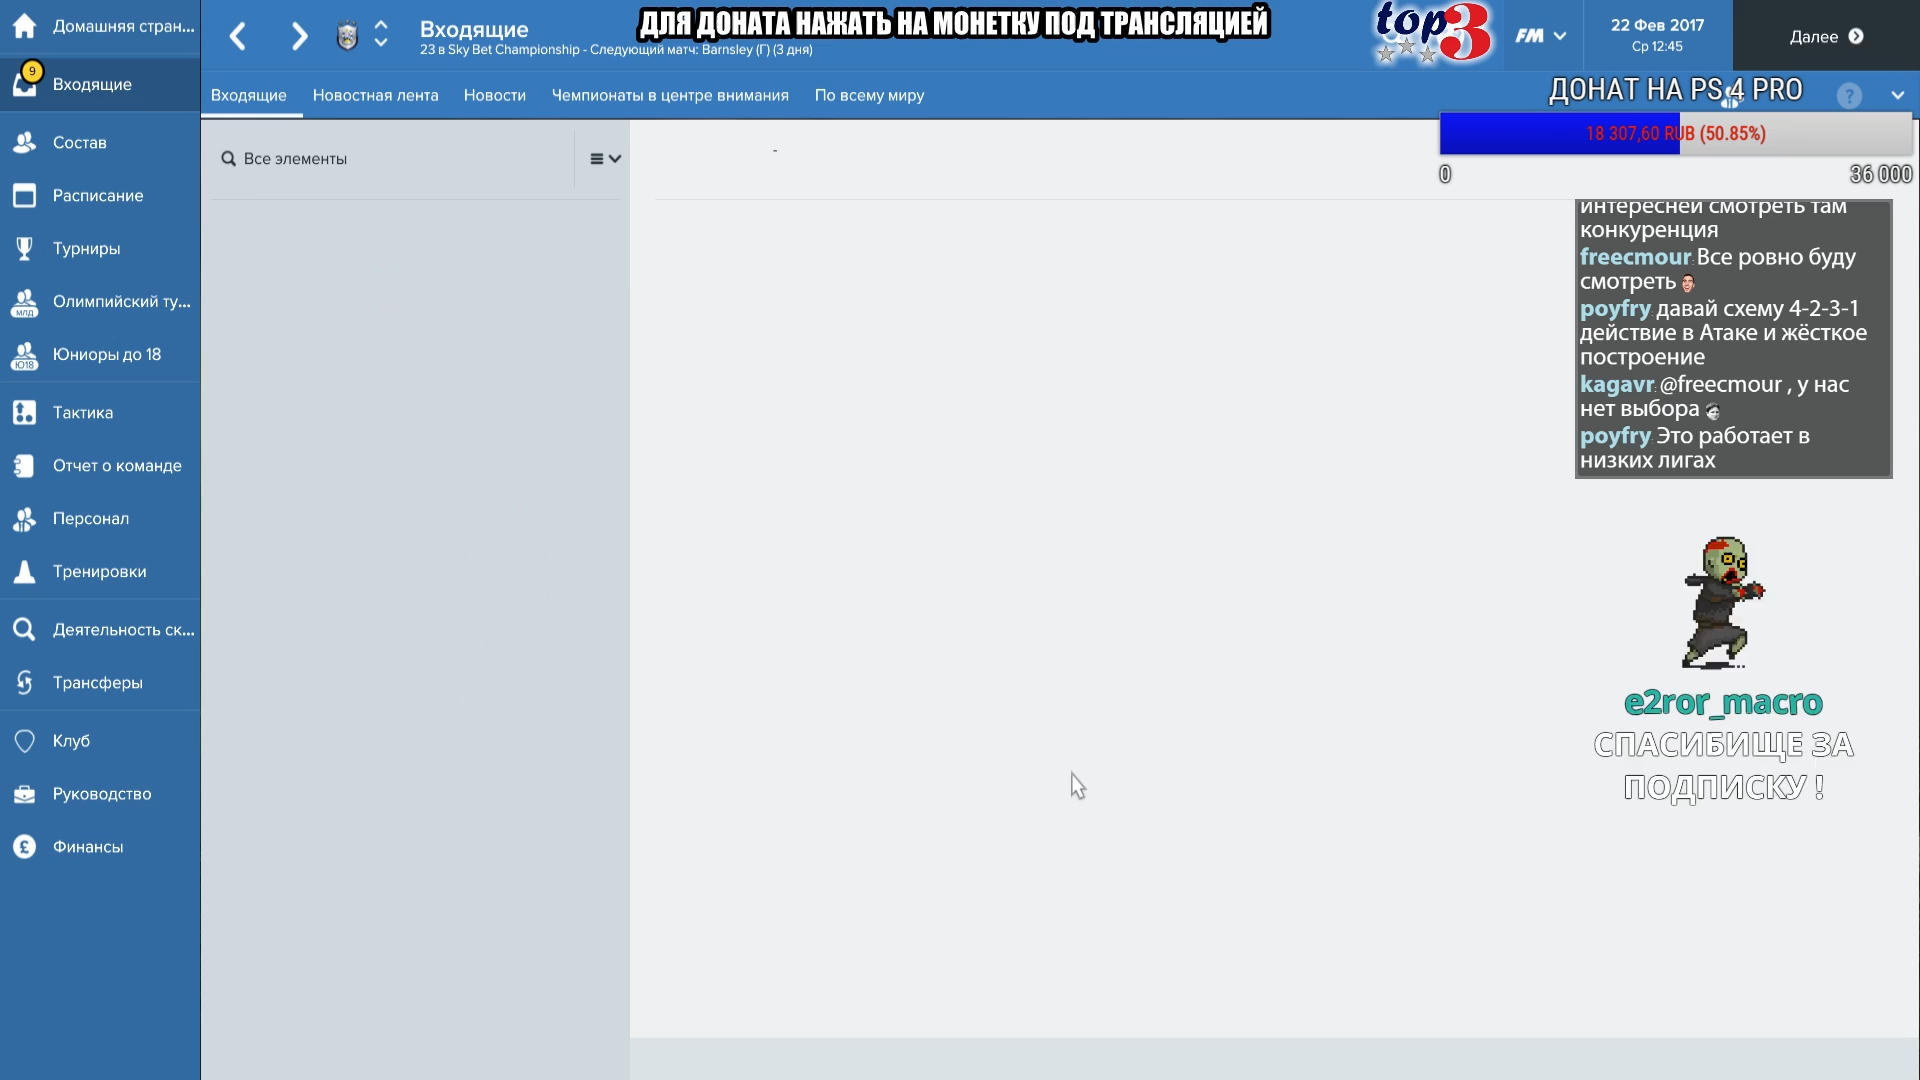 Домашняя стран...
9
Входящие
Состав
Расписание
Турниры
МЛД
Олимпийский ту...
Ю18
Юниоры до 18
Тактика
Отчет о команде
Персонал
Тренировки
Деятельность ск...
Трансферы
Клуб
Руководство
£
Финансы
Входящие
23 в Sky Bet Championship - Следующий матч: Barnsley (Г) (3 дня)
ДЛЯ ДОНАТА НАЖАТЬ НА МОНЕТКУ ПОД ТРАНСЛЯЦИЕЙ
top3
FM
22 Фев 2017
Ср 12:45
Далее
Входящие
Новостная лента
Новости
Чемпионаты в центре внимания
По всему миру
?
ДОНАТ НА PS 4 PRO
18 307,60 RUB (50.85%)
0
36 000
Все элементы
-
интересней смотреть там
конкуренция
freecmour: Все ровно буду
смотреть
poyfry: давай схему 4-2-3-1
действие в Атаке и жёсткое
построение
kagavr: @freecmour , у нас
нет выбора
poyfry: Это работает в
низких лигах
e2ror_macro
СПАСИБИЩЕ ЗА
ПОДПИСКУ !